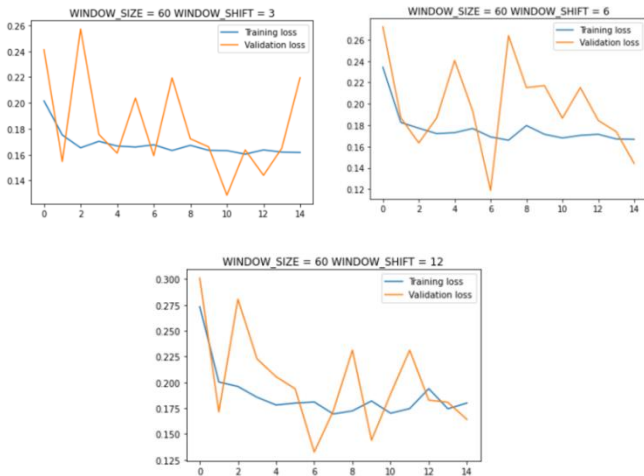 WINDOW_SIZE = 60 WINDOW_SHIFT = 3
Training loss
Validation loss
0.26
0.24
0.22
0.20
0.18
0.16
0.14
0 2 4 6 8 10 12 14
WINDOW_SIZE = 60 WINDOW_SHIFT = 6
Training loss
Validation loss
0.26
0.24
0.22
0.20
0.18
0.16
0.14
0.12
0 2 4 6 8 10 12 14
WINDOW_SIZE = 60 WINDOW_SHIFT = 12
Training loss
Validation loss
0.300
0.275
0.250
0.225
0.200
0.175
0.150
0.125
0 2 4 6 8 10 12 14